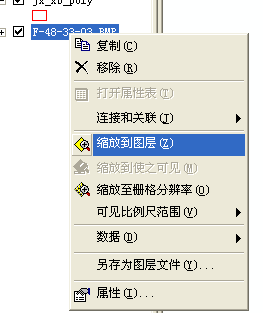 jx_xb_poly
F-48-33-03.BMP
复制(C)
移除(R)
打开属性表(T)
连接和关联(T)
缩放到图层(Z)
缩放到使之可见(M)
缩放至栅格分辨率(O)
可见比例尺范围(V)
数据(D)
另存为图层文件(Y)...
属性(I)...